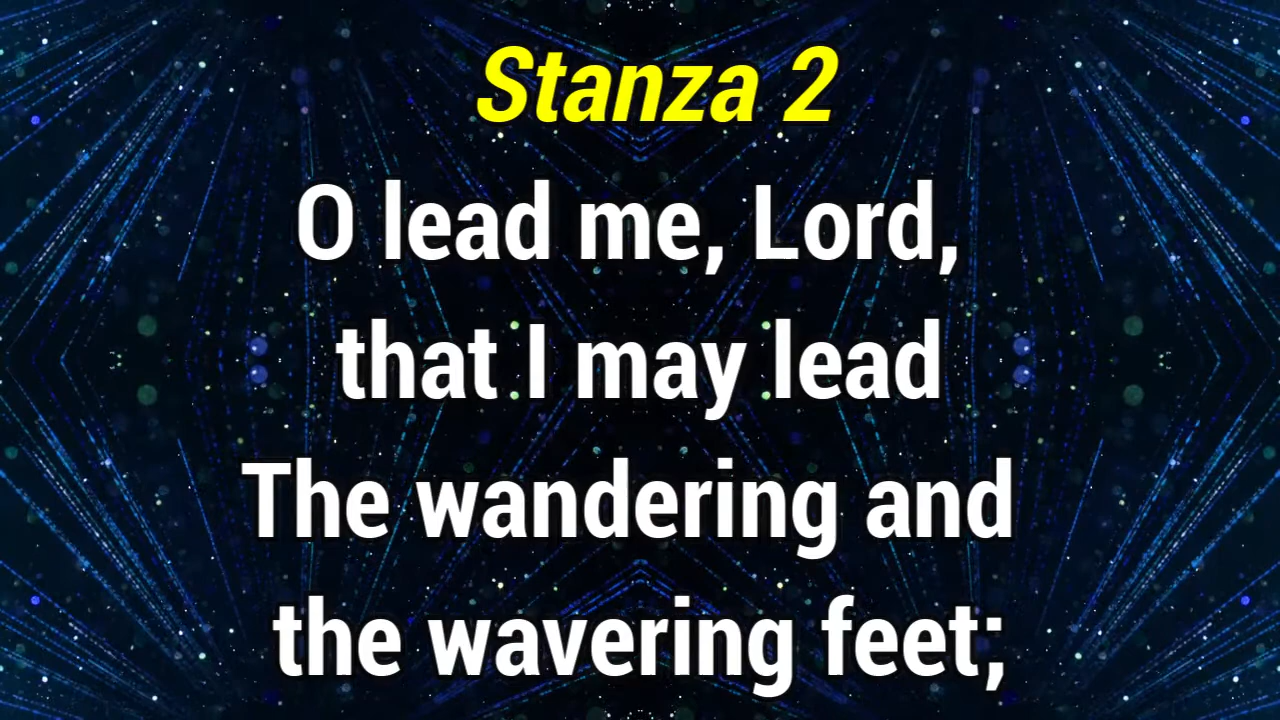 Stanza 2
O lead me, Lord,
that I may lead
The wandering and
the wavering feet;